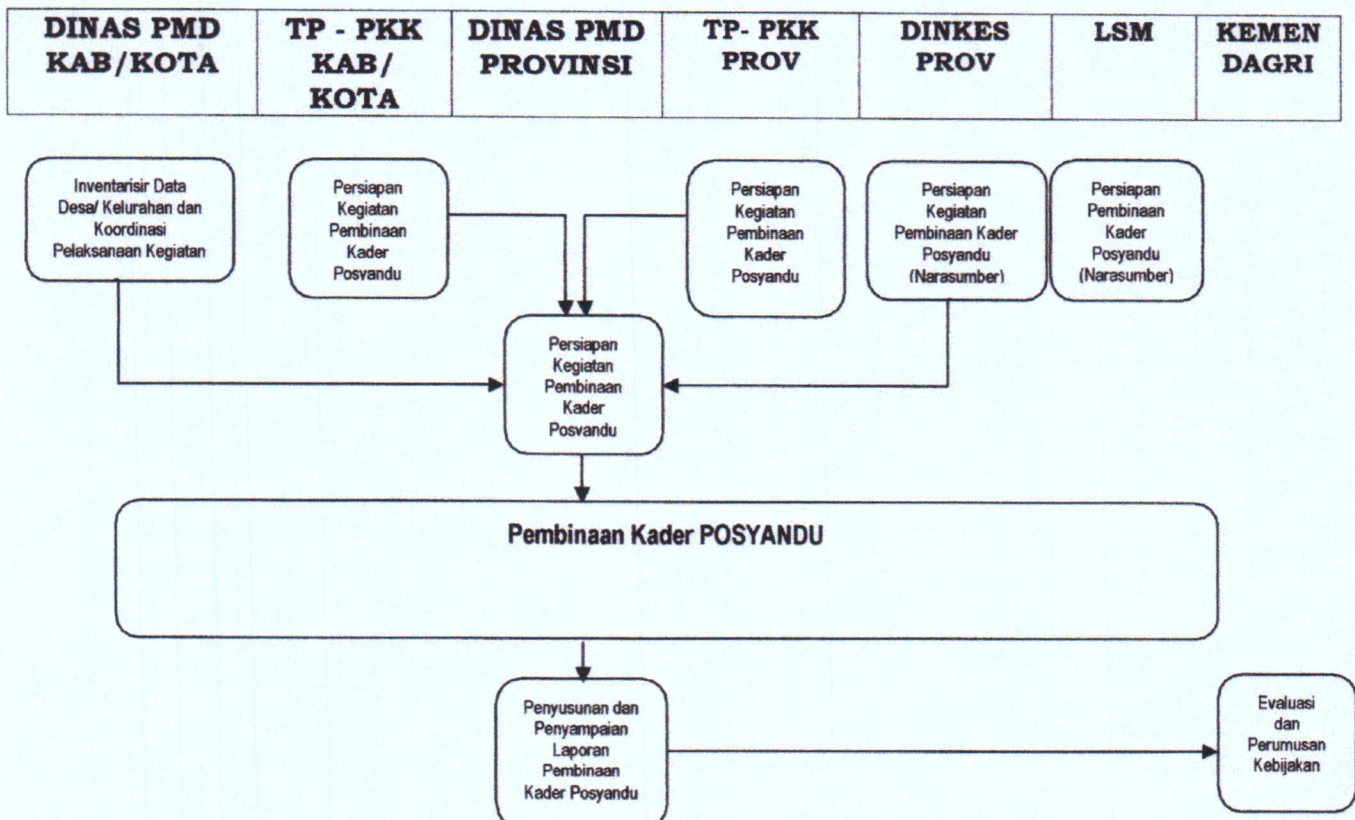 DINAS PMD
KAB/KOTA
TP - PKK
KAB/
KOTA
DINAS PMD
PROVINSI
TP- PKK
PROV
DINKES
PROV
LSM
KEMEN
DAGRI
Inventarisir Data
Desa/ Kelurahan dan
Koordinasi
Pelaksanaan Kegiatan
Persiapan
Kegiatan
Pembinaan
Kader
Posyandu
Persiapan
Kegiatan
Pembinaan
Kader
Posyandu
Persiapan
Kegiatan
Pembinaan Kader
Posyandu
(Narasumber)
Persiapan
Pembinaan
Kader
Posyandu
(Narasumber)
Persiapan
Kegiatan
Pembinaan
Kader
Posyandu
Pembinaan Kader POSYANDU
Penyusunan dan
Penyampaian
Laporan
Pembinaan
Kader Posyandu
Evaluasi
dan
Perumusan
Kebijakan